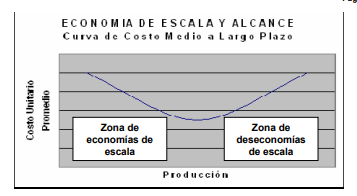 ECONOMIA DE ESCALA Y ALCANCE
Curva de Costo Medio a Largo Plazo
Costo Unitario
Promedio
Zona de
economías de
escala
Zona de
deseconomías
de escala
Producción